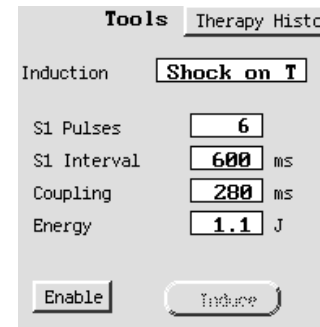 Tools Therapy Histo
Induction Shock on T
S1 Pulses 6
S1 Interval 600 ms
Coupling 280 ms
Energy 1.1 J
Enable Induce